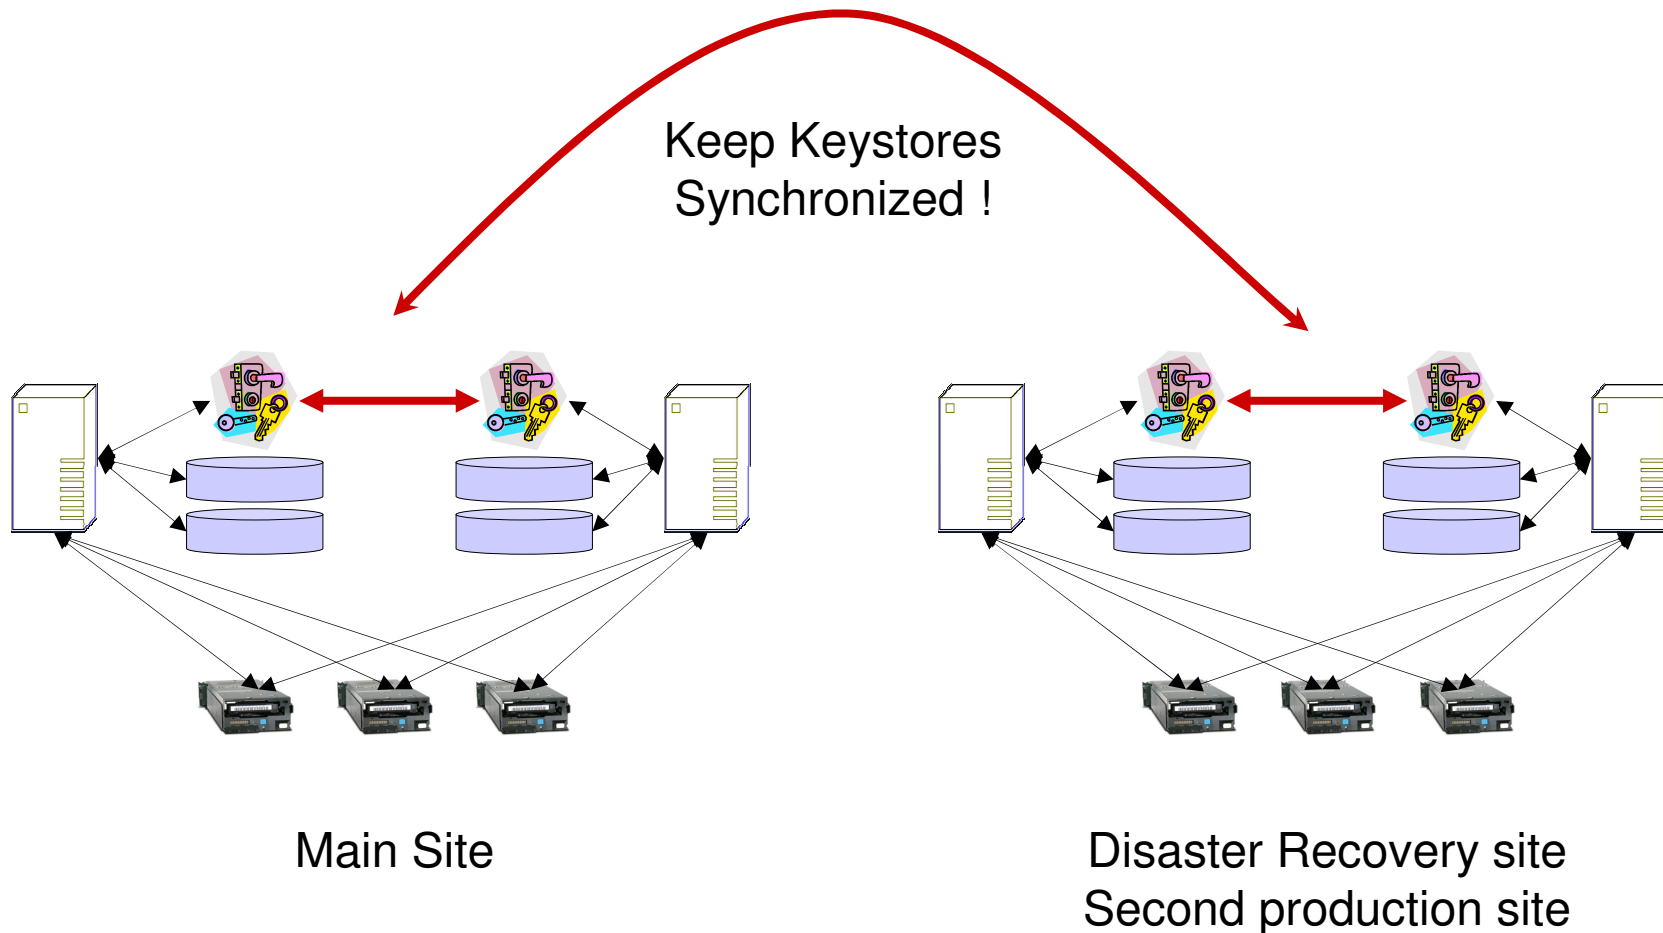 Keep Keystores
Synchronized !
Main Site
Disaster Recovery site
Second production site